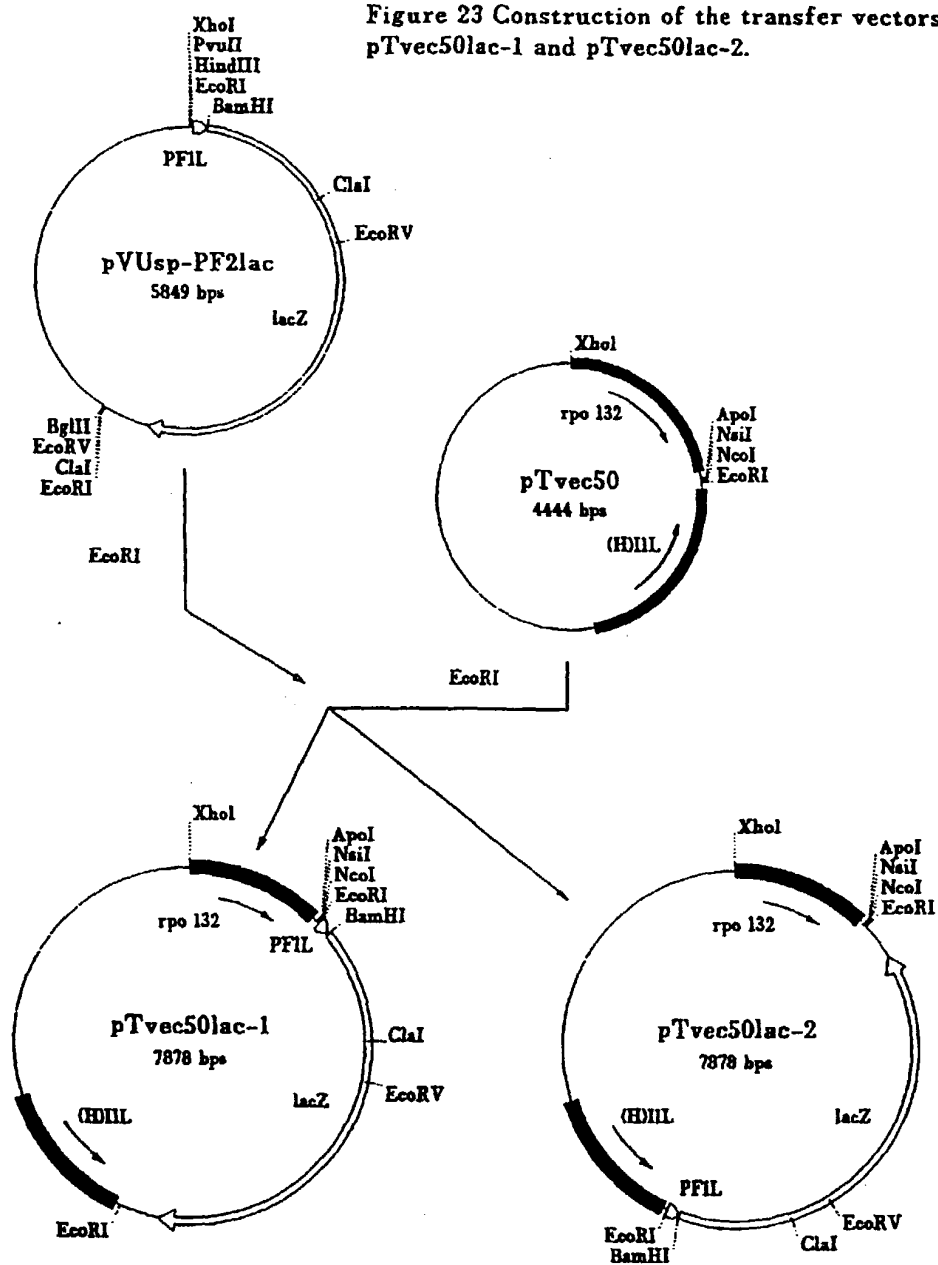 Figure 23 Construction of the transfer vectors
pTvec50lac-1 and pTvec50lac-2.
XhoI
PvuII
HindIII
EcoRI
BamHI
PF1L
ClaI
EcoRV
pVUsp-PF2lac
5849 bps
lacZ
BglII
EcoRV
ClaI
EcoRI
EcoRI
XhoI
rpo 132
ApoI
NsiI
NcoI
EcoRI
pTvec50
4444 bps
(H)I1L
EcoRI
XhoI
ApoI
NsiI
NcoI
EcoRI
BamHI
rpo 132
PF1L
pTvec50lac-1
7878 bps
ClaI
EcoRV
lacZ
(H)I1L
EcoRI
XhoI
ApoI
NsiI
NcoI
EcoRI
rpo 132
pTvec50lac-2
7878 bps
lacZ
(H)I1L
PF1L
EcoRI
BamHI
EcoRV
ClaI